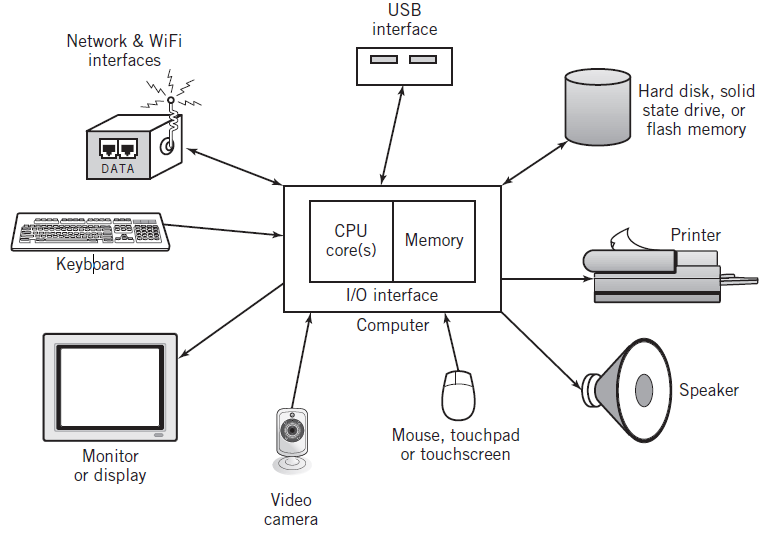 USB
interface
Network & WiFi
interfaces
Hard disk, solid
state drive, or
flash memory
DATA
CPU
core(s)
Memory
Printer
Keyboard
I/O interface
Computer
Speaker
Mouse, touchpad
or touchscreen
Monitor
or display
Video
camera